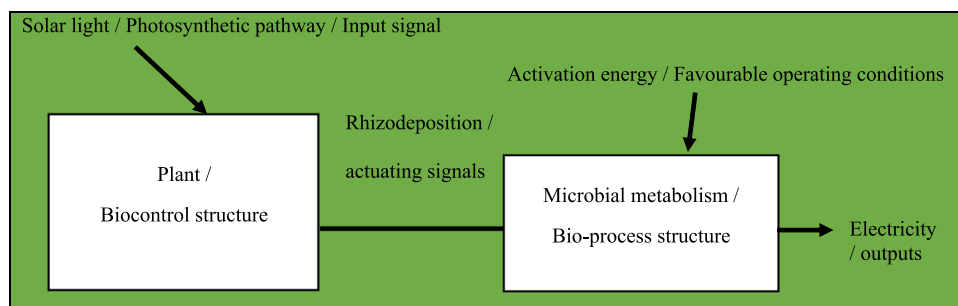 Solar light / Photosynthetic pathway / Input signal
Activation energy / Favourable operating conditions
Rhizodeposition /
actuating signals
Plant /
Biocontrol structure
Microbial metabolism /
Bio-process structure
Electricity
/ outputs